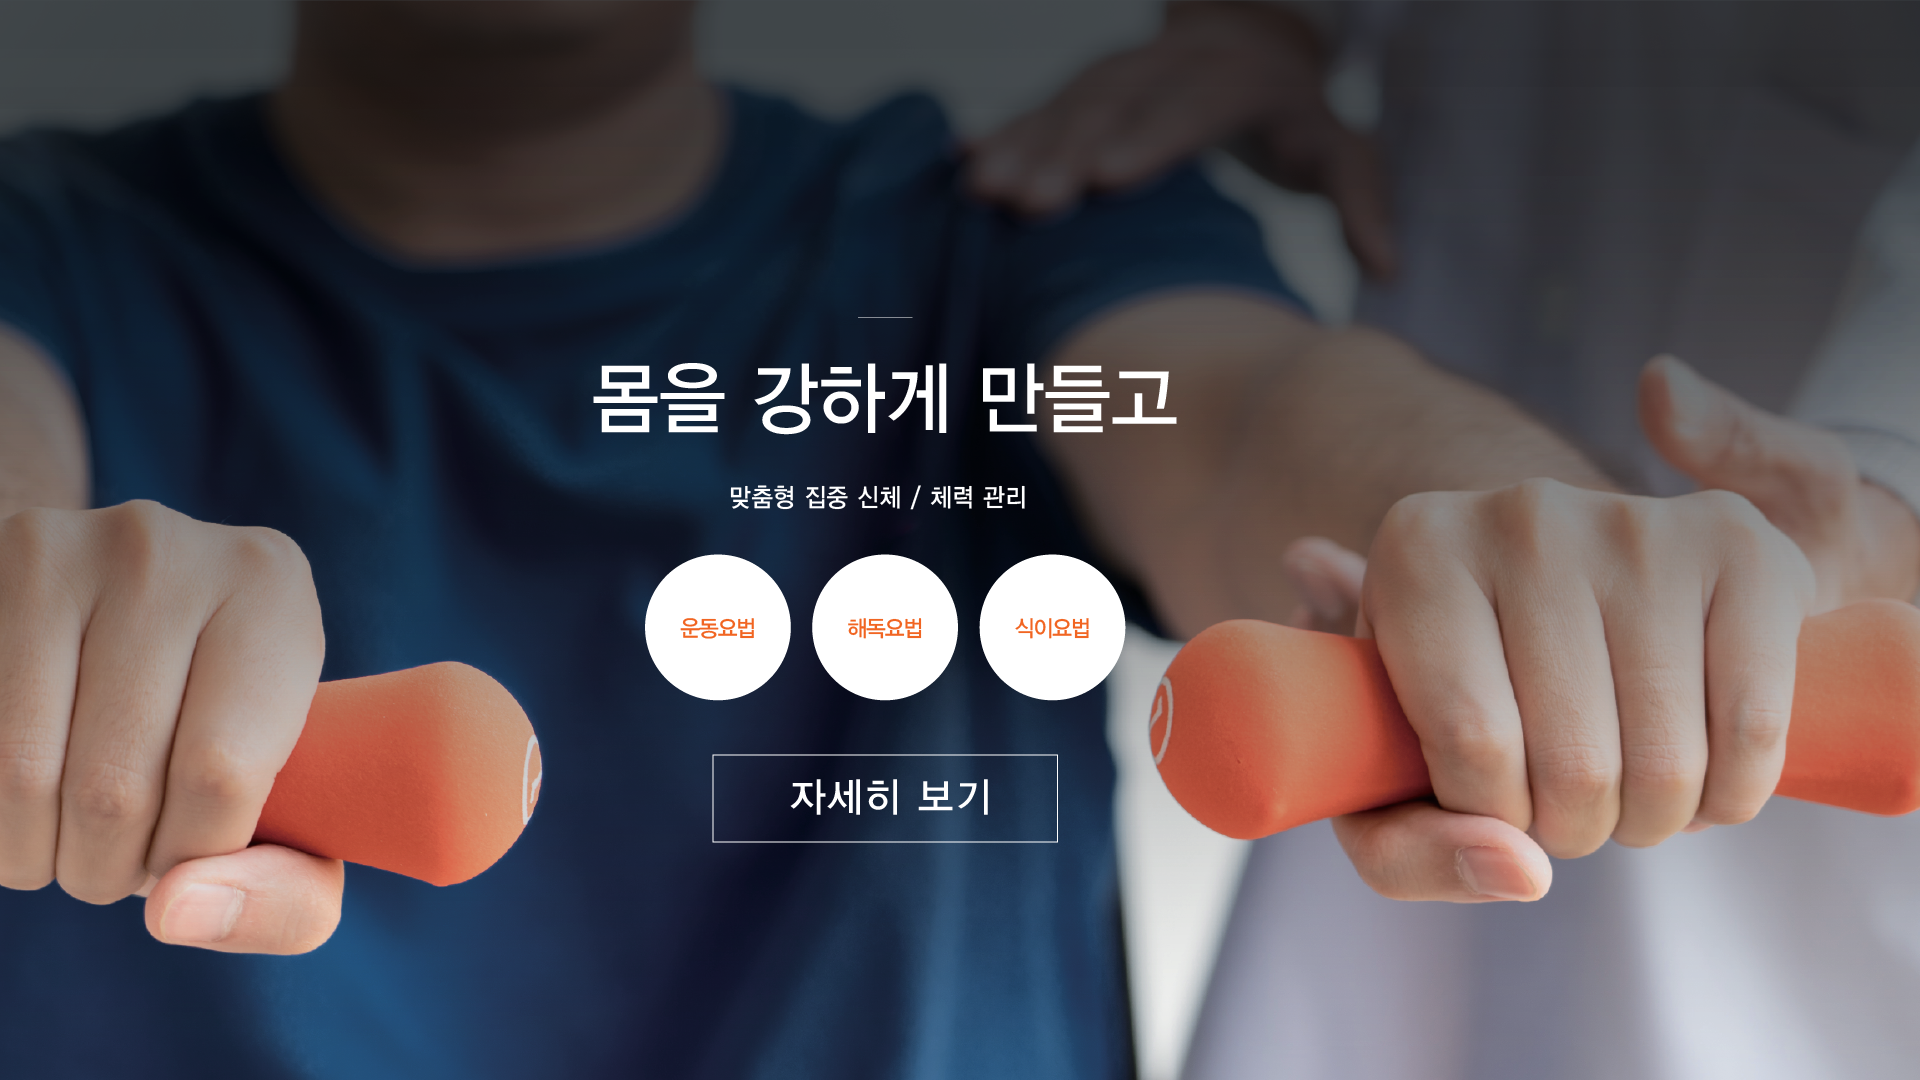 몸을 강하게 만들고
맞춤형 집중 신체 / 체력 관리
운동요법 해독요법 식이요법
자세히 보기